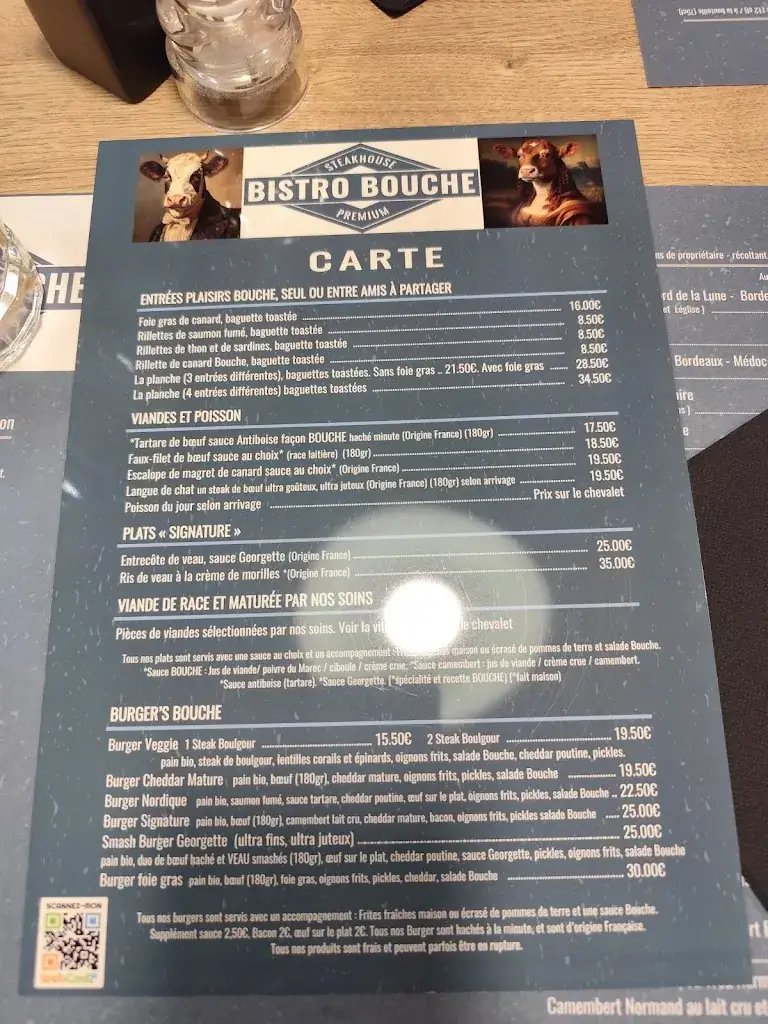 STEAKHOUSE
BISTRO BOUCHE
PREMIUM
CARTE
ENTRÉES PLAISIRS BOUCHE, SEUL OU ENTRE AMIS À PARTAGER
Foie gras de canard, baguette toastée 16.00€
Rillettes de saumon fumé, baguette toastée 8.50€
Rillettes de thon et de sardines, baguette toastée 8.50€
Rillette de canard Bouche, baguette toastée 8.50€
La planche (3 entrées différentes), baguettes toastées. Sans foie gras .. 21.50€. Avec foie gras 28.50€
La planche (4 entrées différentes) baguettes toastées 34.50€
VIANDES ET POISSON
*Tartare de bœuf sauce Antiboise façon BOUCHE haché minute (Origine France) (180gr) 17.50€
Faux-filet de bœuf sauce au choix* (race laitière) (180gr) 18.50€
Escalope de magret de canard sauce au choix* (Origine France) 19.50€
Langue de chat un steak de bœuf ultra goûteux, ultra juteux (Origine France) (180gr) selon arrivage 19.50€
Poisson du jour selon arrivage Prix sur le chevalet
PLATS « SIGNATURE »
Entrecôte de veau, sauce Georgette (Origine France) 25.00€
Ris de veau à la crème de morilles *(Origine France) 35.00€
VIANDE DE RACE ET MATURÉE PAR NOS SOINS
Pièces de viandes sélectionnées par nos soins. Voir la le chevalet
Tous nos plats sont servis avec une sauce au choix et un accompagnement : maison ou écrasé de pommes de terre et salade Bouche.
*Sauce BOUCHE : Jus de viande/ poivre du Maroc / ciboule / crème crue, *Sauce camembert : jus de viande / crème crue / camembert.
*Sauce antiboise (tartare). *Sauce Georgette. (*spécialité et recette BOUCHE) (*fait maison)
BURGER'S BOUCHE
Burger Veggie 1 Steak Boulgour 15.50€ 2 Steak Boulgour 19.50€
pain bio, steak de boulgour, lentilles corails et épinards, oignons frits, salade Bouche, cheddar poutine, pickles.
Burger Cheddar Mature pain bio, bœuf (180gr), cheddar mature, oignons frits, pickles, salade Bouche 19.50€
Burger Nordique pain bio, saumon fumé, sauce tartare, cheddar poutine, œuf sur le plat, oignons frits, pickles, salade Bouche .. 22.50€
Burger Signature pain bio, bœuf (180gr), camembert lait cru, cheddar mature, bacon, oignons frits, pickles, salade Bouche 25.00€
Smash Burger Georgette (ultra fins, ultra juteux) 25.00€
pain bio, duo de bœuf haché et VEAU smashés (180gr), œuf sur le plat, cheddar poutine, sauce Georgette, pickles, oignons frits, salade Bouche
Burger foie gras pain bio, bœuf (180gr), foie gras, oignons frits, pickles, cheddar, salade Bouche 30.00€
SCANNEZ-MOI
Tous nos burgers sont servis avec un accompagnement : Frites fraîches maison ou écrasé de pommes de terre et une sauce Bouche.
Supplément sauce 2,50€, Bacon 2€, œuf sur le plat 2€. Tous nos Burger sont hachés à la minute, et sont d'origine Française.
Tous nos produits sont frais et peuvent parfois être en rupture.
HE
ns de propriétaire - récoltant
rd de la Lune - Borde
et Léglise )
Bordeaux - Médoc
Camembert Normand au lait cru et